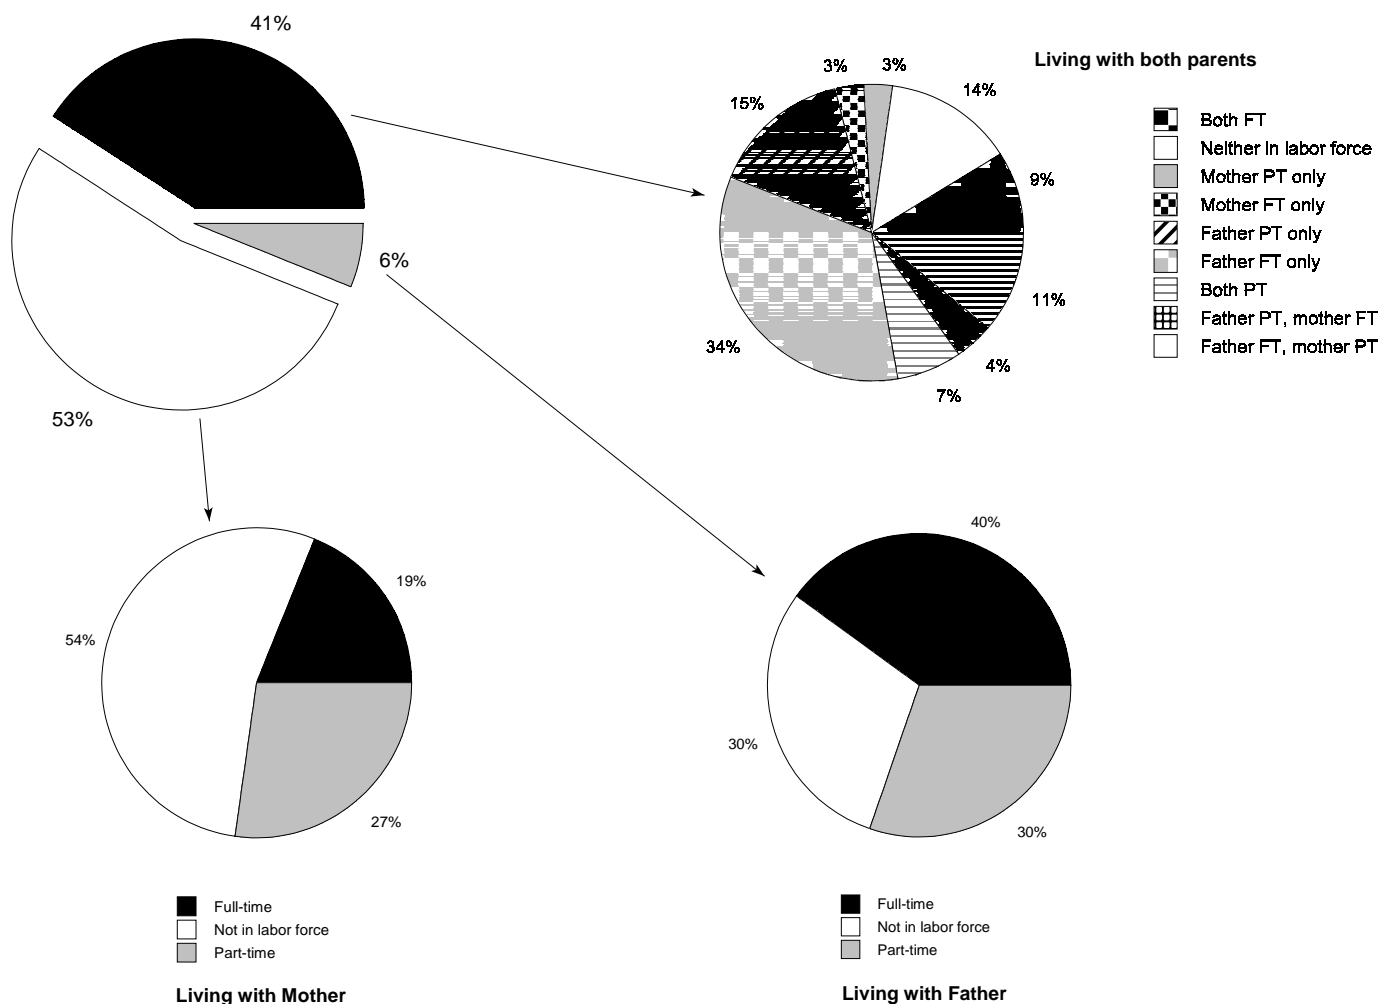 41%
6%
53%
Living with both parents
3%
3%
14%
15%
9%
11%
4%
7%
34%
Both FT
Neither in labor force
Mother PT only
Mother FT only
Father PT only
Father FT only
Both PT
Father PT, mother FT
Father FT, mother PT
19%
54%
27%
Full-time
Not in labor force
Part-time
Living with Mother
40%
30%
30%
Full-time
Not in labor force
Part-time
Living with Father